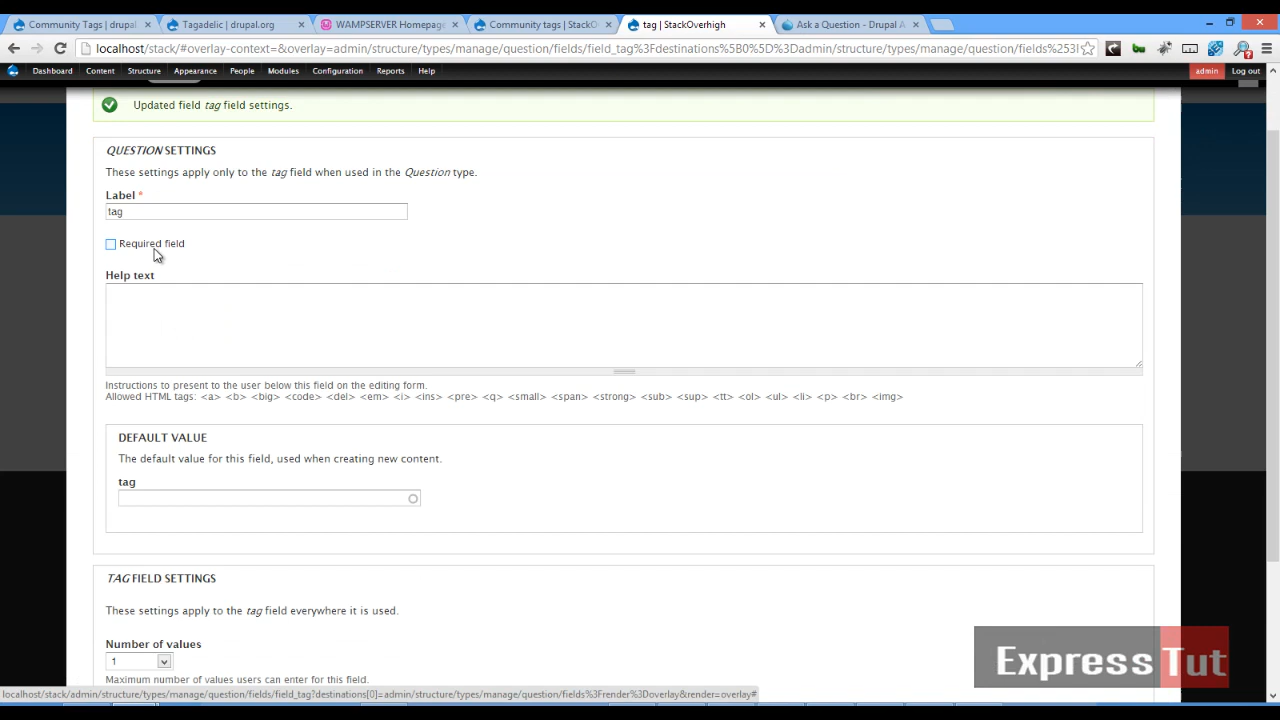 Community Tags | drupal
Tagadelic | drupal.org
WAMPSERVER Homepage
Community tags | StackO
tag | StackOverhigh
Ask a Question - Drupal A
localhost/stack/#overlay-context=&overlay=admin/structure/types/manage/question/fields/field_tag%3Fdestinations%5B0%5D%3Dadmin/structure/types/manage/question/fields%253
Dashboard Content Structure Appearance People Modules Configuration Reports Help admin Log out
Updated field tag field settings.
QUESTION SETTINGS
These settings apply only to the tag field when used in the Question type.
Label *
tag
Required field
Help text
Instructions to present to the user below this field on the editing form.
Allowed HTML tags: <a> <b> <big> <code> <del> <em> <i> <ins> <pre> <q> <small> <span> <strong> <sub> <sup> <tt> <ol> <ul> <li> <p> <br> <img>
DEFAULT VALUE
The default value for this field, used when creating new content.
tag
TAG FIELD SETTINGS
These settings apply to the tag field everywhere it is used.
Number of values
1
Maximum number of values users can enter for this field.
localhost/stack/admin/structure/types/manage/question/fields/field_tag?destinations[0]=admin/structure/types/manage/question/fields%3Frender%3Doverlay&render=overlay#
Express Tut